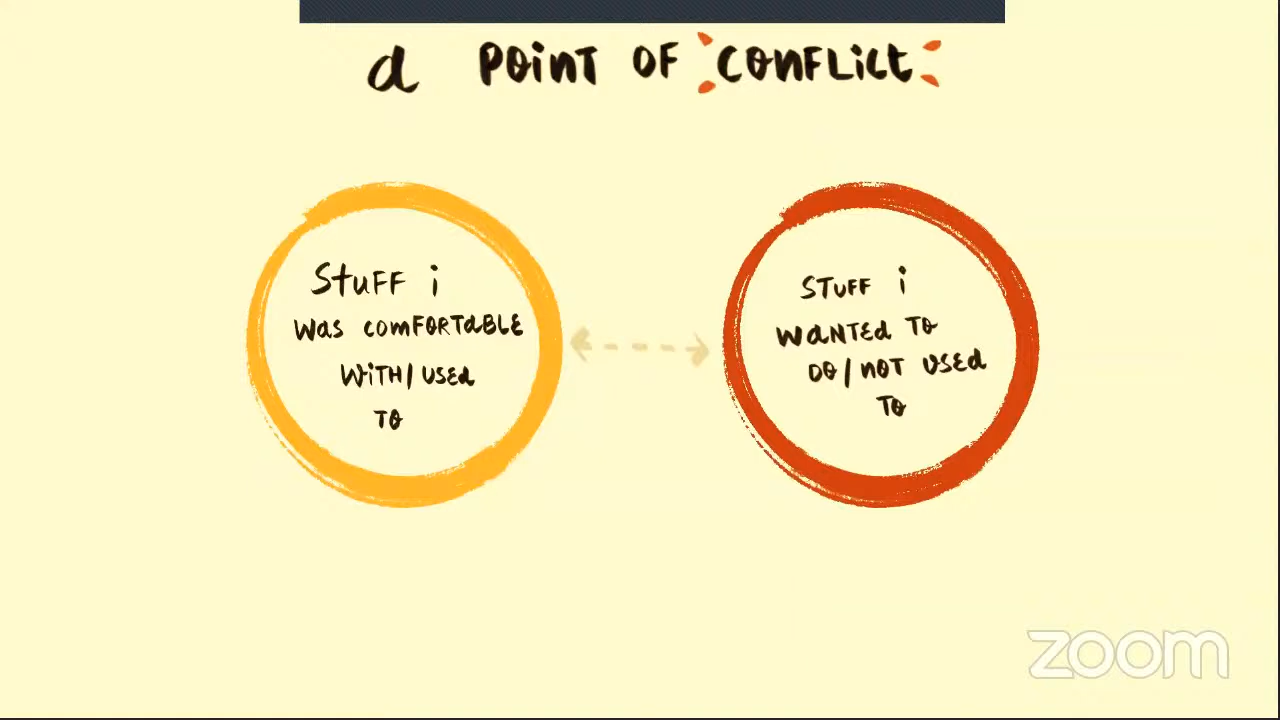 a POINT OF CONFLICT
STUFF i
WAS COMFORTABLE
WITH/USED
TO
STUFF i
WANTED TO
DO/NOT USED
TO
zoom